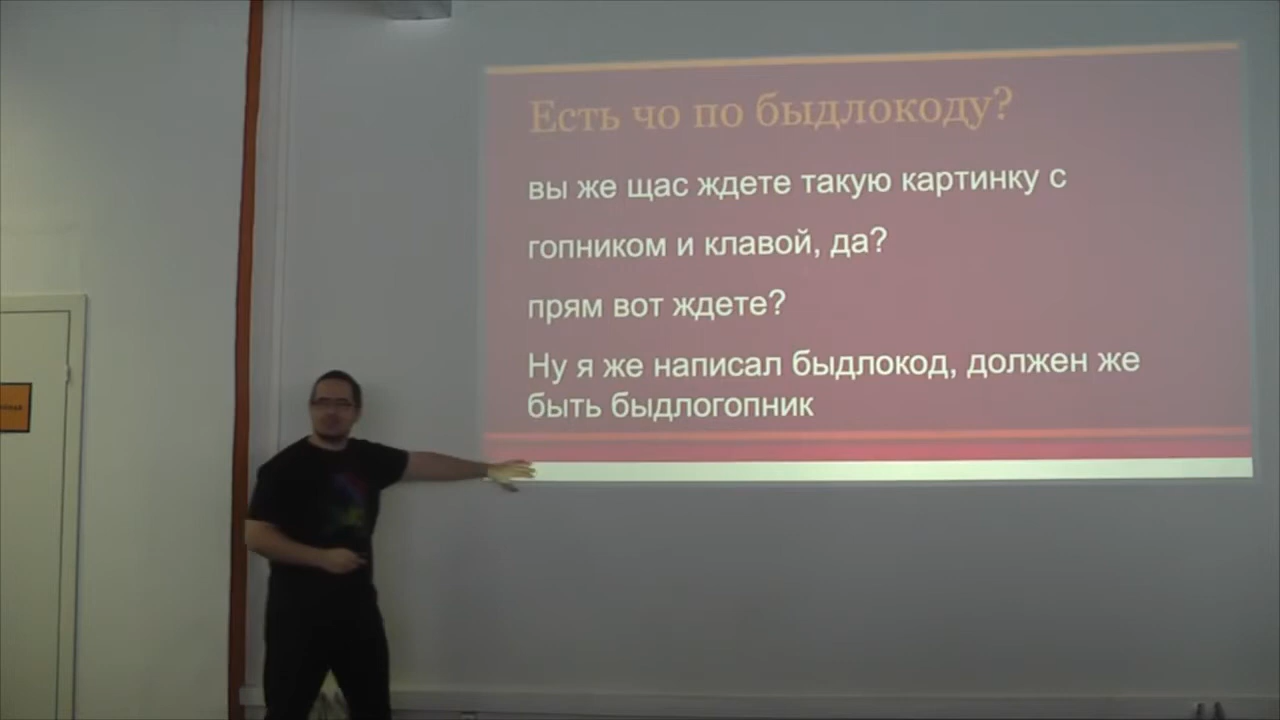 Есть чо по быдлокоду?
вы же щас ждете такую картинку с
гопником и клавой, да?
прям вот ждете?
Ну я же написал быдлокод, должен же
быть быдлогопник